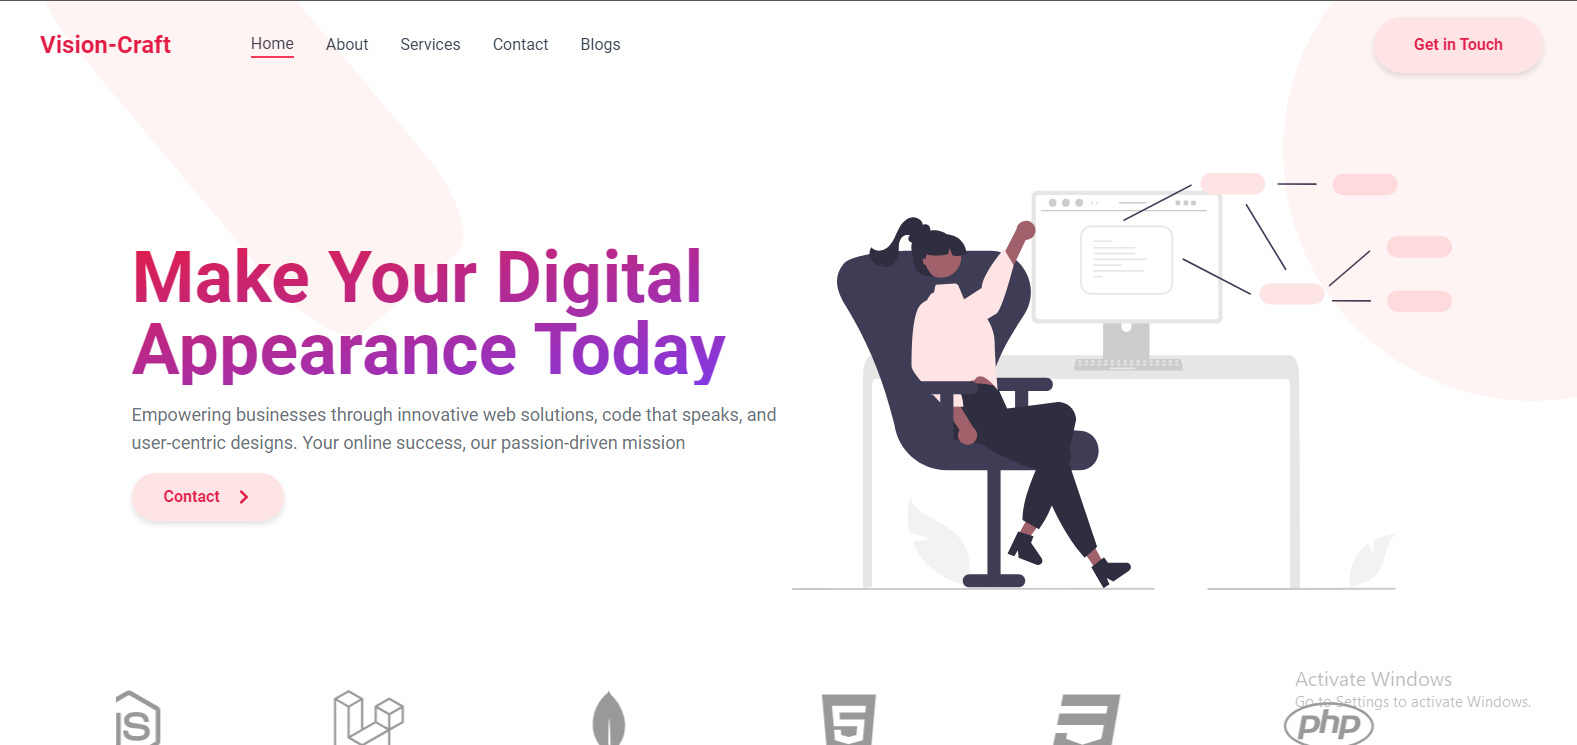 Vision-Craft
Home
About
Services
Contact
Blogs
Get in Touch
Make Your Digital
Appearance Today
Empowering businesses through innovative web solutions, code that speaks, and
user-centric designs. Your online success, our passion-driven mission
Contact
Activate Windows
Go to Settings to activate Windows.
JS
5
php